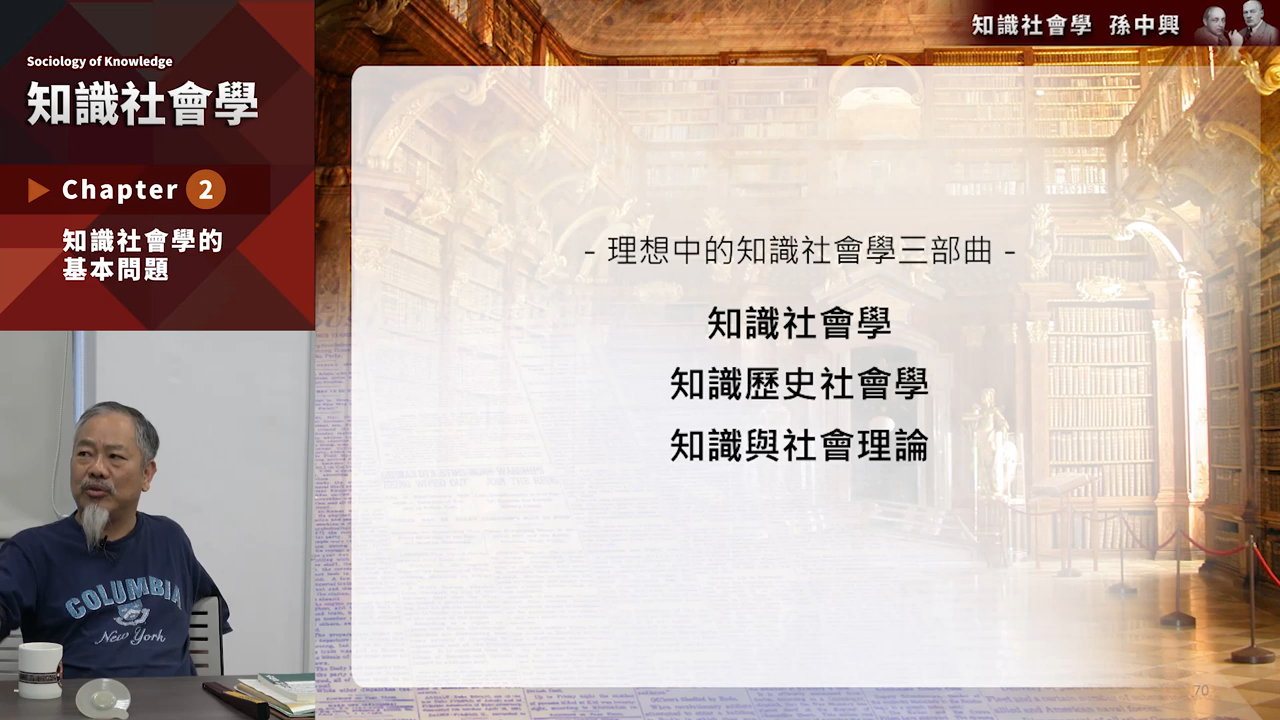 Sociology of Knowledge
知識社會學
Chapter 2
知識社會學的
基本問題
知識社會學 孫中興
- 理想中的知識社會學三部曲 -
知識社會學
知識歷史社會學
知識與社會理論
COLUMBIA
New York
70